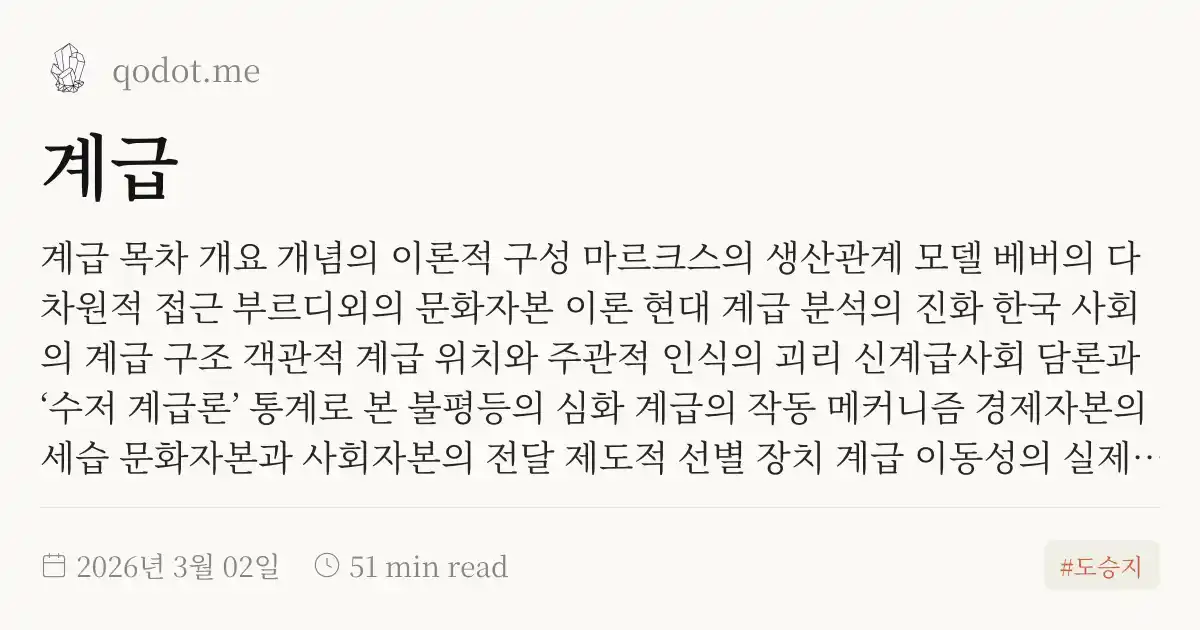 qodot.me
계급
계급 목차 개요 개념의 이론적 구성 마르크스의 생산관계 모델 베버의 다
차원적 접근 부르디외의 문화자본 이론 현대 계급 분석의 진화 한국 사회
의 계급 구조 객관적 계급 위치와 주관적 인식의 괴리 신계급사회 담론과
‘수저 계급론’ 통계로 본 불평등의 심화 계급의 작동 메커니즘 경제자본의
세습 문화자본과 사회자본의 전달 제도적 선별 장치 계급 이동성의 실제…
2026년 3월 02일 51 min read
#도승지